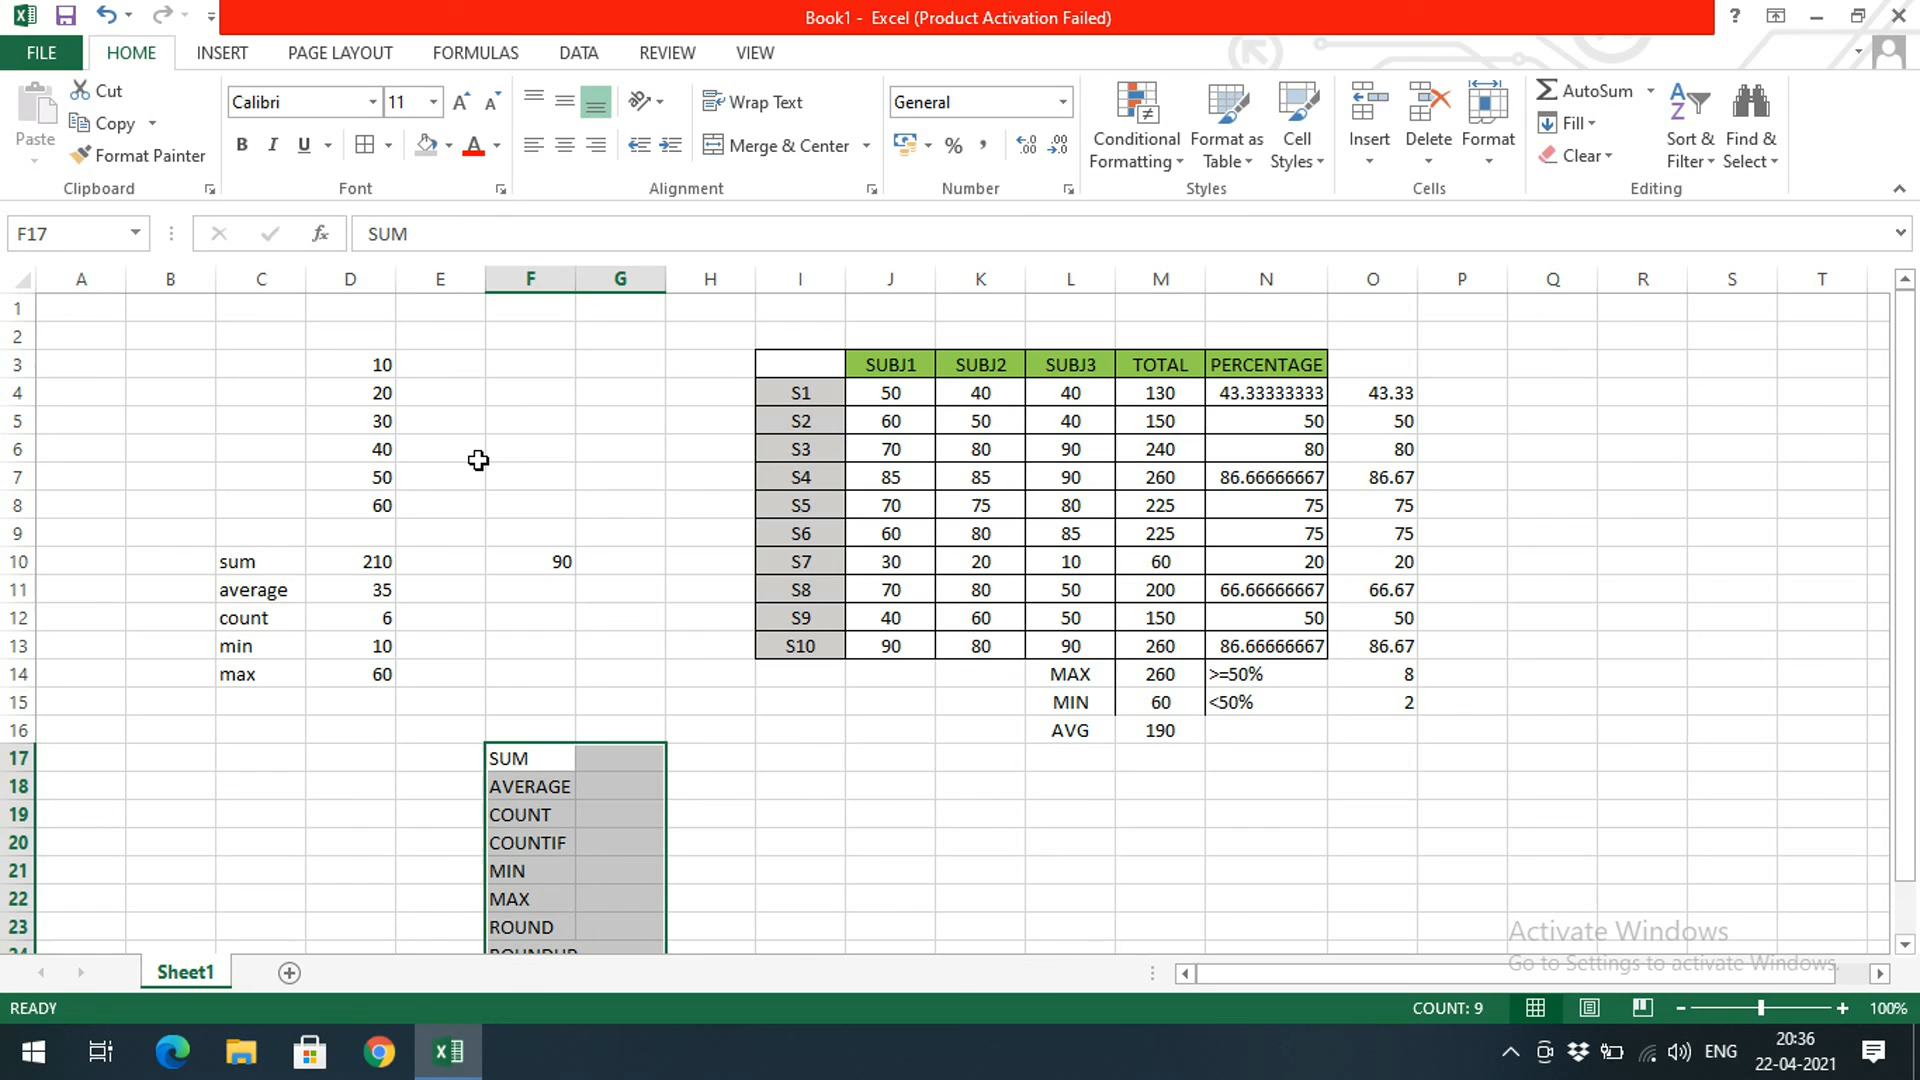 Book1 - Excel (Product Activation Failed)
FILE HOME INSERT PAGE LAYOUT FORMULAS DATA REVIEW VIEW
Paste
Cut
Copy
Format Painter
Clipboard
Calibri 11
B I U
Font
Wrap Text
Merge & Center
Alignment
General
Number
Conditional Formatting
Format as Table
Cell Styles
Styles
Insert
Delete
Format
Cells
AutoSum
Fill
Clear
Sort & Filter
Find & Select
Editing
F17 fx SUM
A B C D E F G H I J K L M N O P Q R S T
1
2
3 10 SUBJ1 SUBJ2 SUBJ3 TOTAL PERCENTAGE
4 20 S1 50 40 40 130 43.33333333 43.33
5 30 S2 60 50 40 150 50 50
6 40 S3 70 80 90 240 80 80
7 50 S4 85 85 90 260 86.66666667 86.67
8 60 S5 70 75 80 225 75 75
9 S6 60 80 85 225 75 75
10 sum 210 90 S7 30 20 10 60 20 20
11 average 35 S8 70 80 50 200 66.66666667 66.67
12 count 6 S9 40 60 50 150 50 50
13 min 10 S10 90 80 90 260 86.66666667 86.67
14 max 60 MAX 260 >=50% 8
15 MIN 60 <50% 2
16 AVG 190
17 SUM
18 AVERAGE
19 COUNT
20 COUNTIF
21 MIN
22 MAX
23 ROUND
24 ROUNDUP
Activate Windows
Go to Settings to activate Windows.
Sheet1
READY COUNT: 9 100%
ENG
20:36
22-04-2021